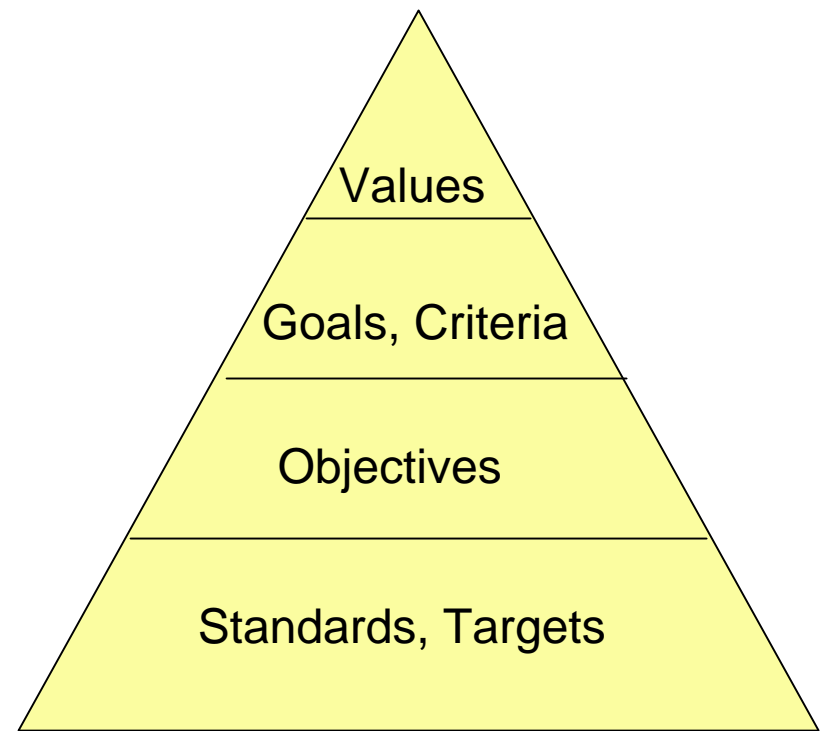 Values
Goals, Criteria
Objectives
Standards, Targets